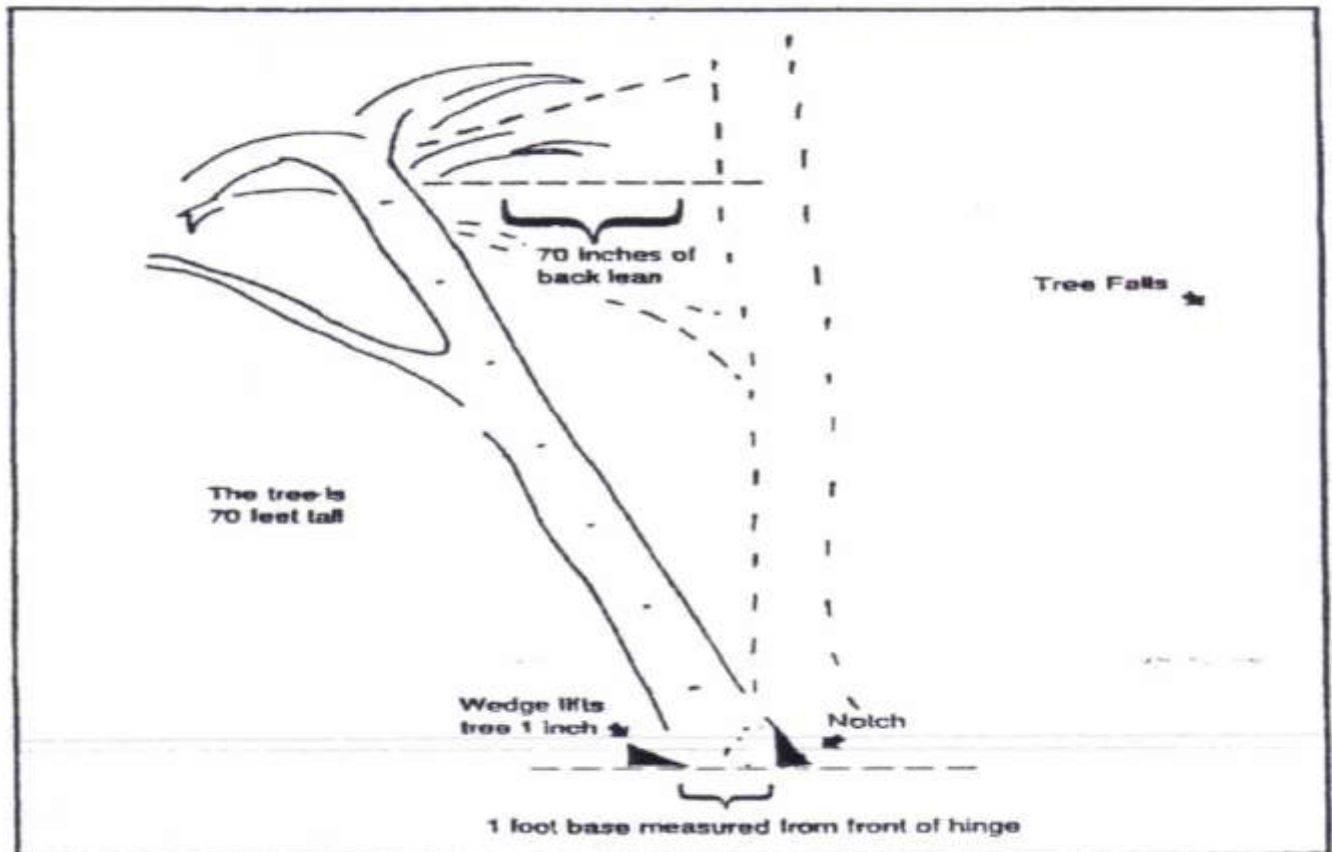 70 inches of
back lean
Tree Falls
The tree is
70 feet tall
Wedge lifts
tree 1 inch
Notch
1 foot base measured from front of hinge